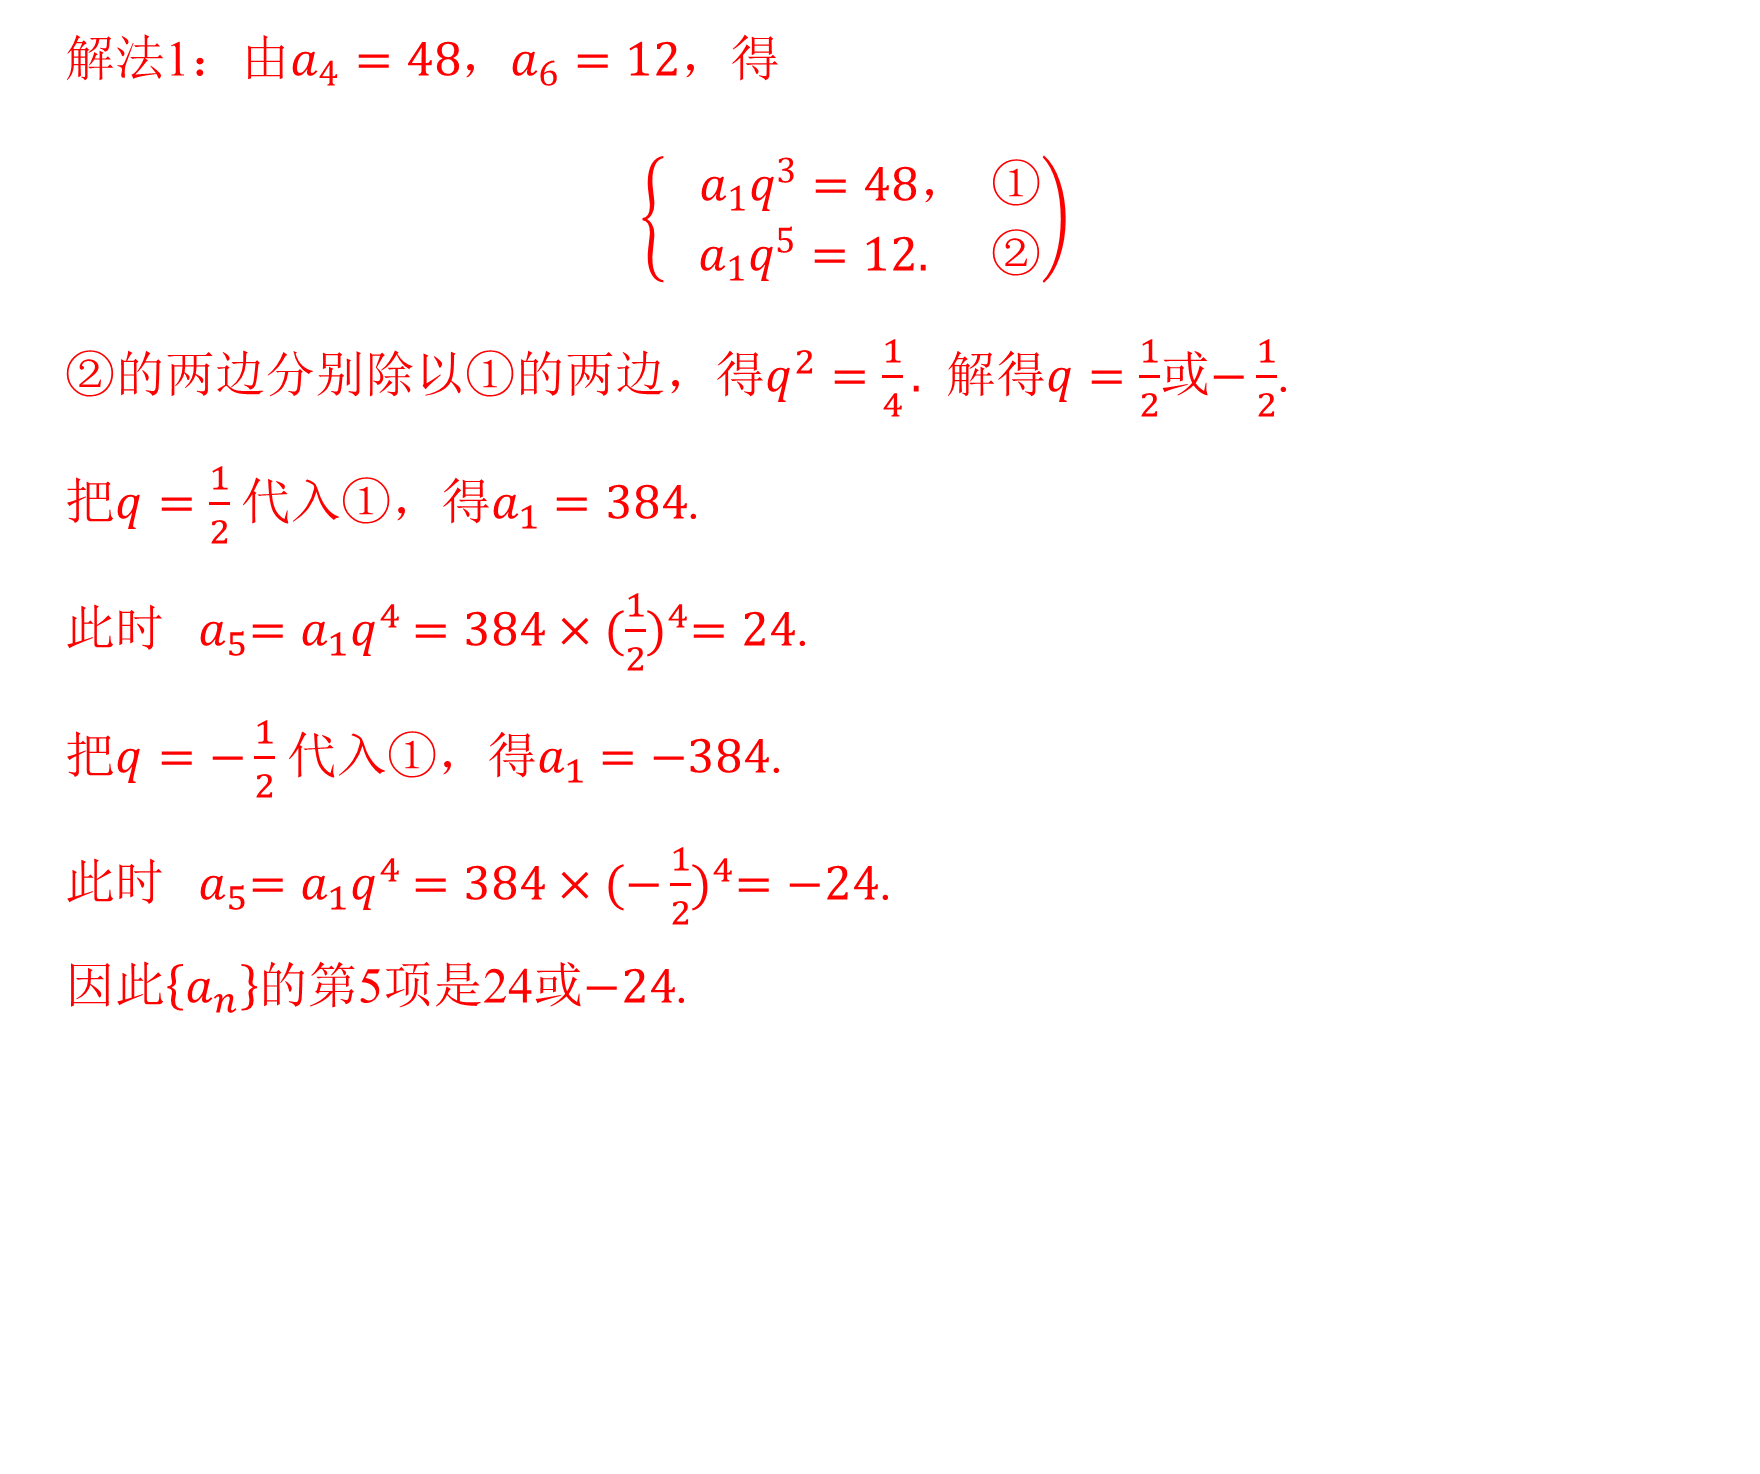 解法1：由a₄ = 48，a₆ = 12，得
{ a₁q³ = 48， ①
a₁q⁵ = 12. ② )
②的两边分别除以①的两边，得q² = 1/4. 解得q = 1/2或− 1/2.
把q = 1/2 代入①，得a₁ = 384.
此时 a₅= a₁q⁴ = 384 × (1/2)⁴= 24.
把q = − 1/2 代入①，得a₁ = −384.
此时 a₅= a₁q⁴ = 384 × (− 1/2)⁴= −24.
因此{aₙ}的第5项是24或−24.